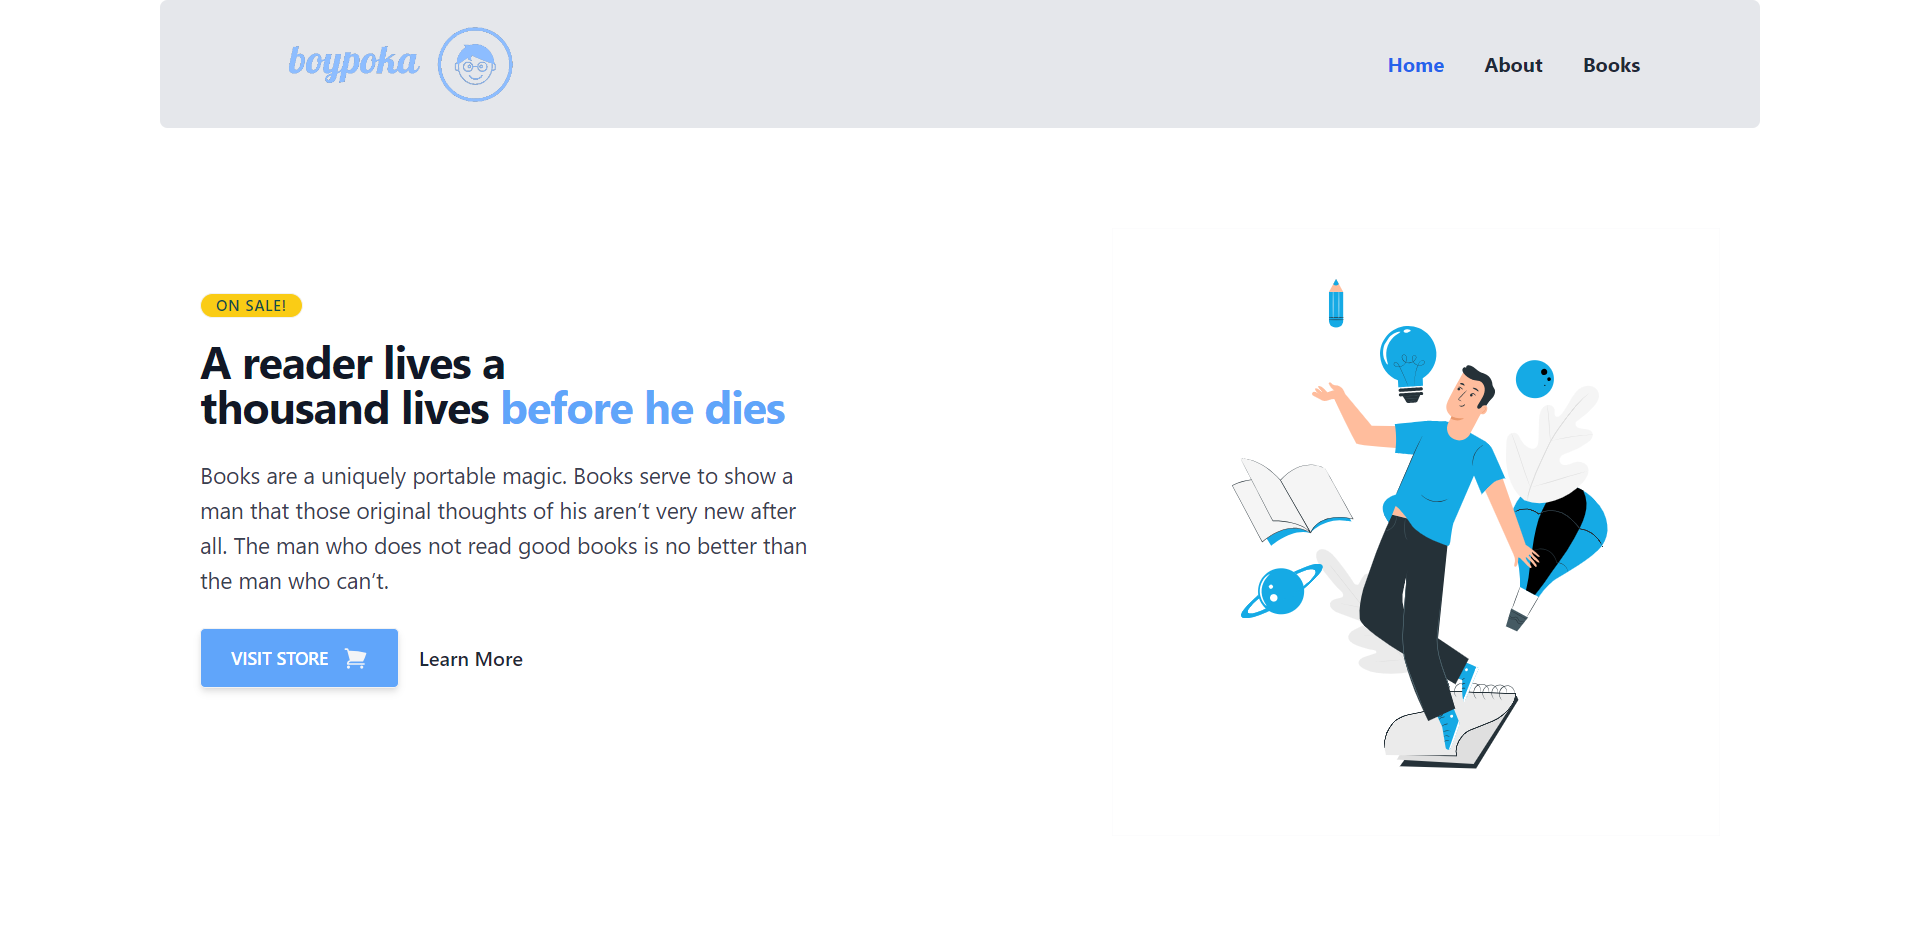 boypoka
Home About Books
ON SALE!
A reader lives a
thousand lives before he dies
Books are a uniquely portable magic. Books serve to show a
man that those original thoughts of his aren’t very new after
all. The man who does not read good books is no better than
the man who can’t.
VISIT STORE Learn More